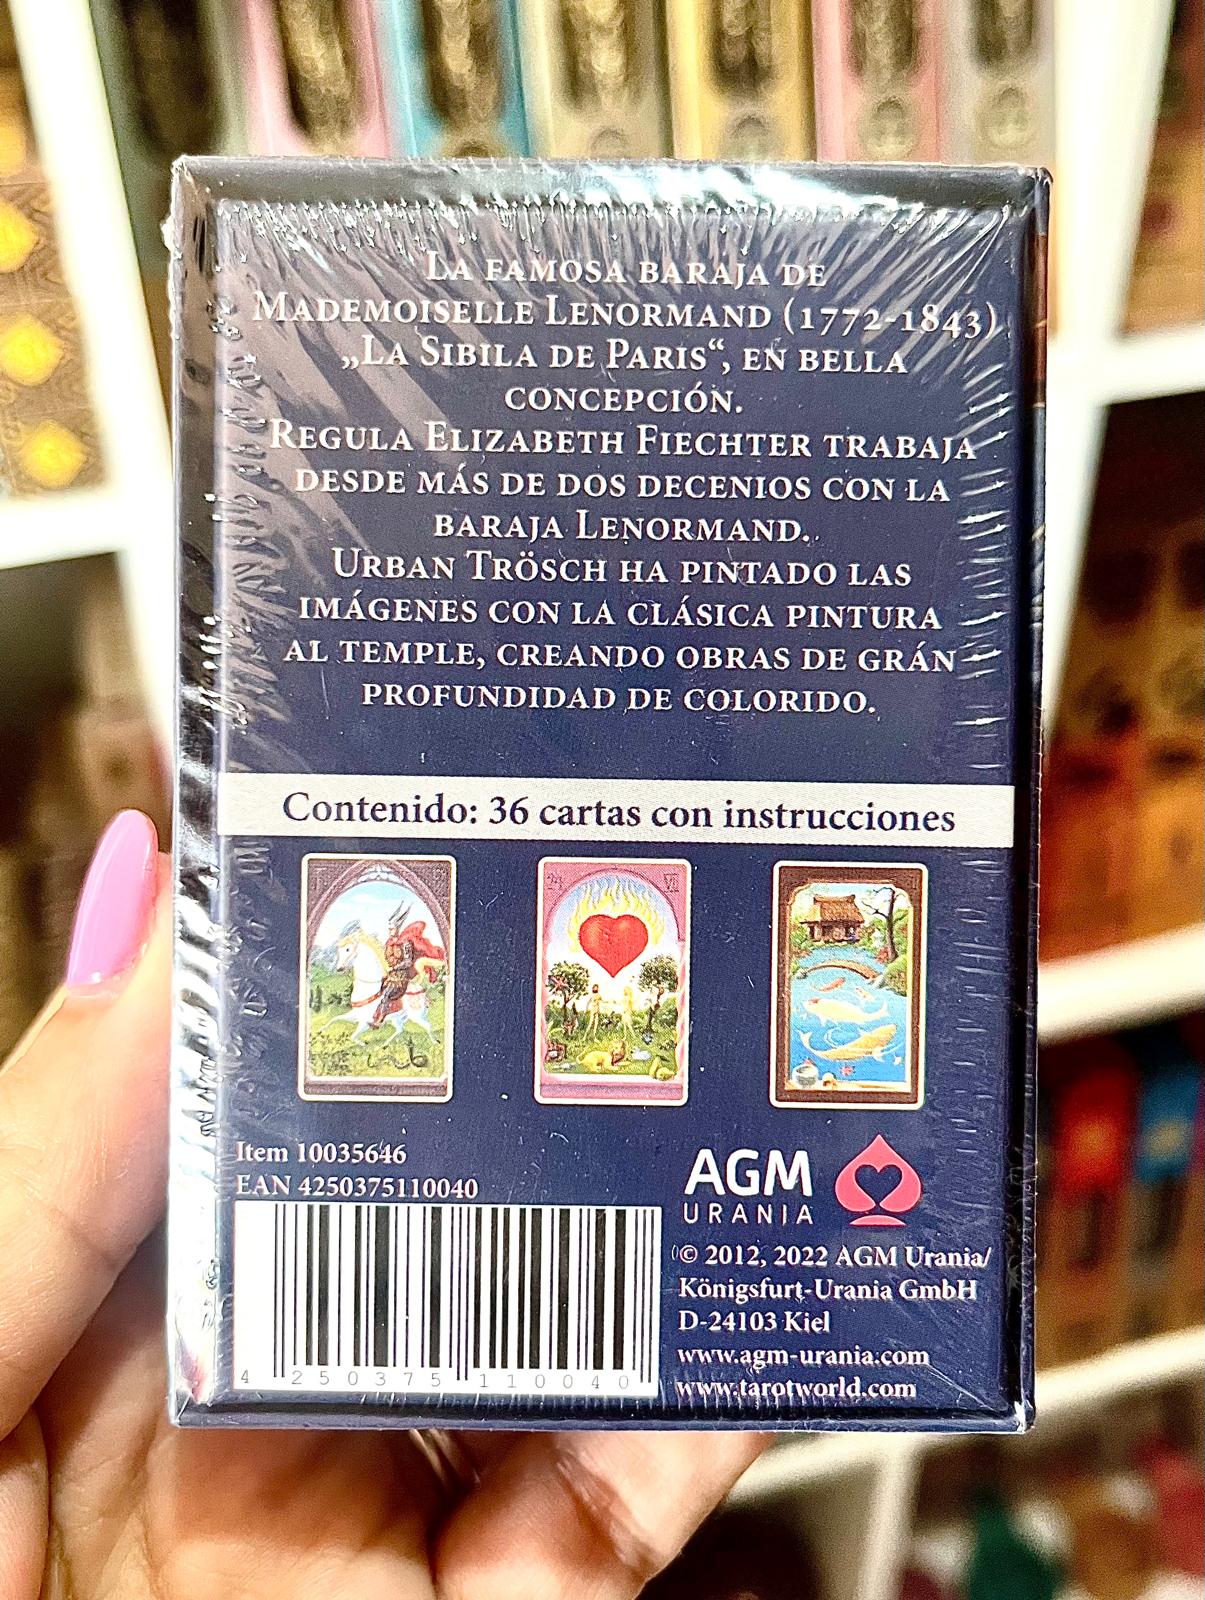 La famosa baraja de
Mademoiselle Lenormand (1772-1843)
„La Sibila de Paris“, en bella
concepción.
Regula Elizabeth Fiechter trabaja
desde más de dos decenios con la
baraja Lenormand.
Urban Trösch ha pintado las
imágenes con la clásica pintura
al temple, creando obras de grán
profundidad de colorido.
Contenido: 36 cartas con instrucciones
24 VI
Item 10035646
EAN 4250375110040
4 250375 110040
AGM
URANIA
© 2012, 2022 AGM Urania/
Königsfurt-Urania GmbH
D-24103 Kiel
www.agm-urania.com
www.tarotworld.com